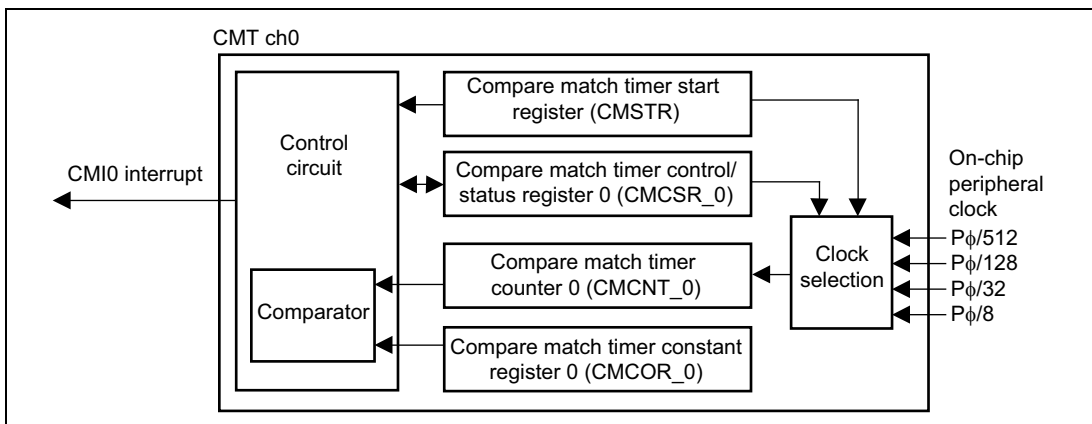 CMT ch0
Compare match timer start
register (CMSTR)
Control
circuit
CMI0 interrupt
Compare match timer control/
status register 0 (CMCSR_0)
On-chip
peripheral
clock
Pϕ/512
Pϕ/128
Pϕ/32
Pϕ/8
Clock
selection
Compare match timer
counter 0 (CMCNT_0)
Comparator
Compare match timer constant
register 0 (CMCOR_0)